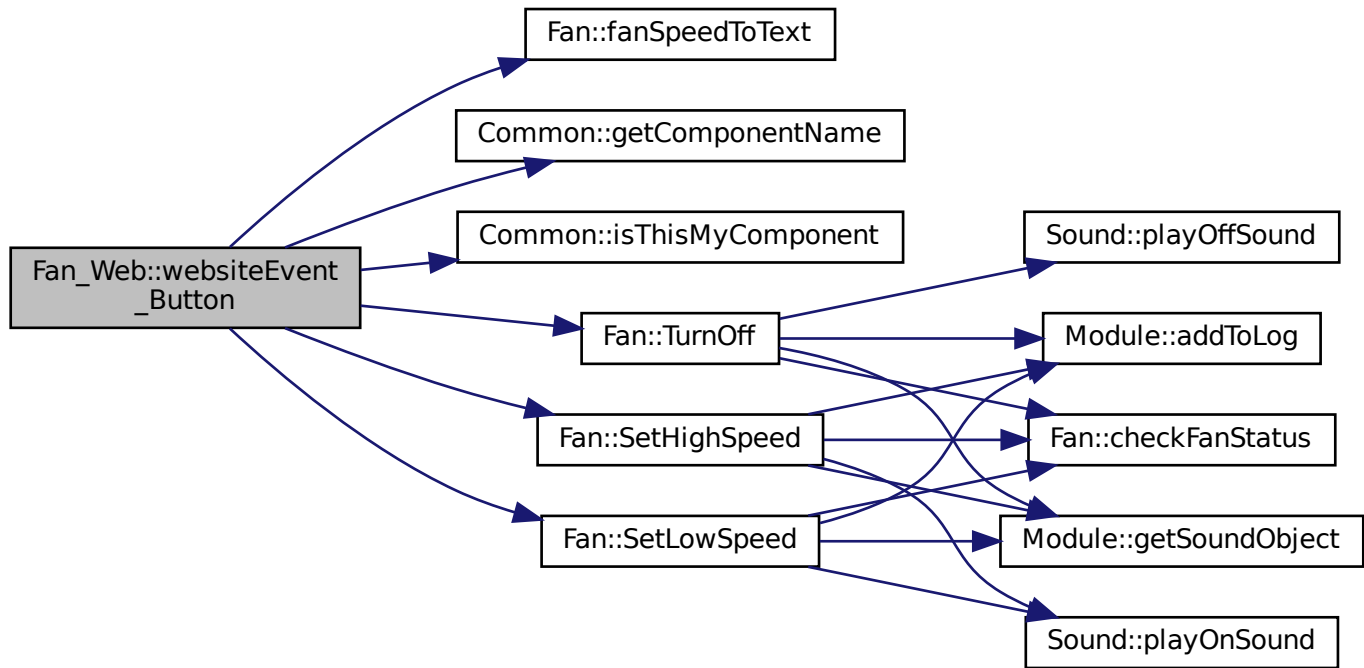 Fan::fanSpeedToText
Common::getComponentName
Common::isThisMyComponent
Sound::playOffSound
Fan_Web::websiteEvent
_Button
Fan::TurnOff
Module::addToLog
Fan::SetHighSpeed
Fan::checkFanStatus
Fan::SetLowSpeed
Module::getSoundObject
Sound::playOnSound